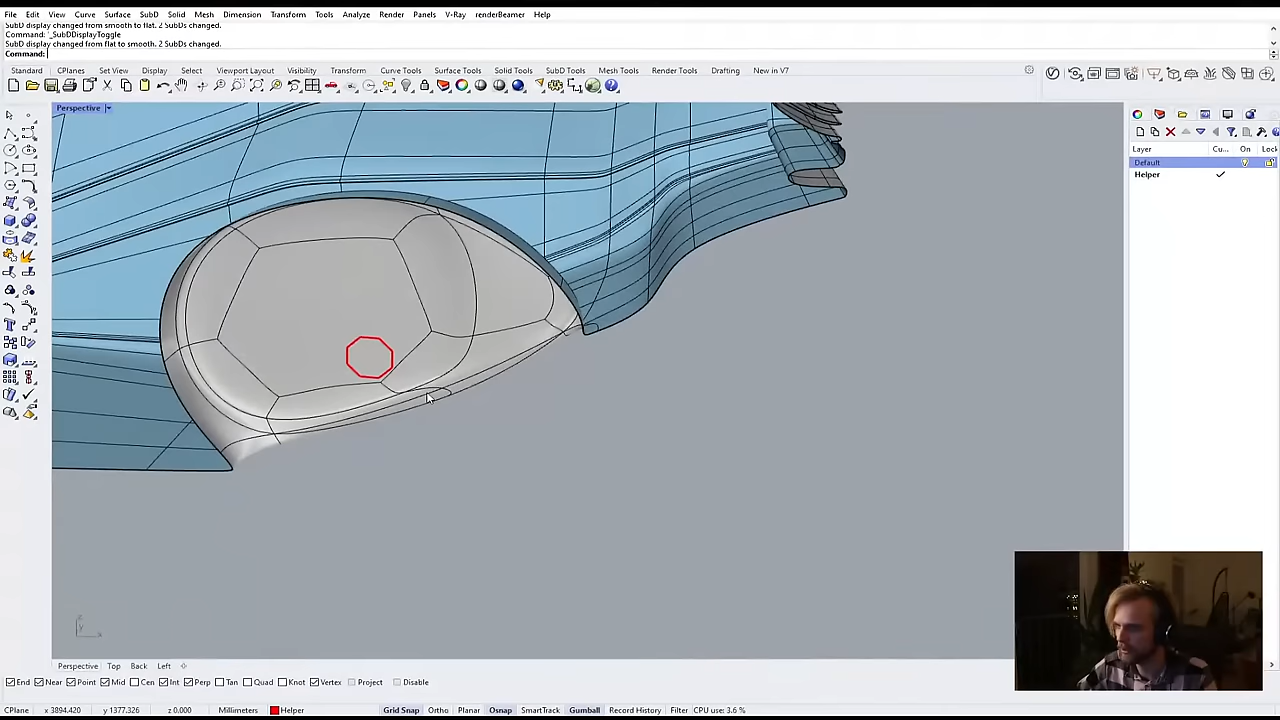 File Edit View Curve Surface SubD Solid Mesh Dimension Transform Tools Analyze Render Panels V-Ray renderBeamer Window Help
SubD display changed from smooth to flat. 2 SubDs changed.
Command: '_SubDDisplayToggle
SubD display changed from flat to smooth. 2 SubDs changed.
Command:
Standard CPlanes Set View Display Select Viewport Layout Visibility Transform Curve Tools Surface Tools Solid Tools SubD Tools Mesh Tools Render Tools Drafting New in V7
Perspective
Layer Cu... On Lock
Default
Helper
z
y x
Perspective Top Back Left
End Near Point Mid Cen Int Perp Tan Quad Knot Vertex Project Disable
CPlane x 3894.420 y 1377.326 z 0.000 Millimeters Helper Grid Snap Ortho Planar Osnap SmartTrack Gumball Record History Filter CPU use: 3.6 %